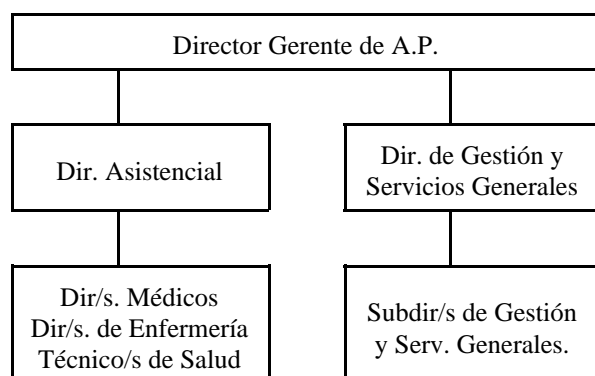 Director Gerente de A.P.
Dir. Asistencial
Dir. de Gestión y
Servicios Generales
Dir/s. Médicos
Dir/s. de Enfermería
Técnico/s de Salud
Subdir/s de Gestión
y Serv. Generales.